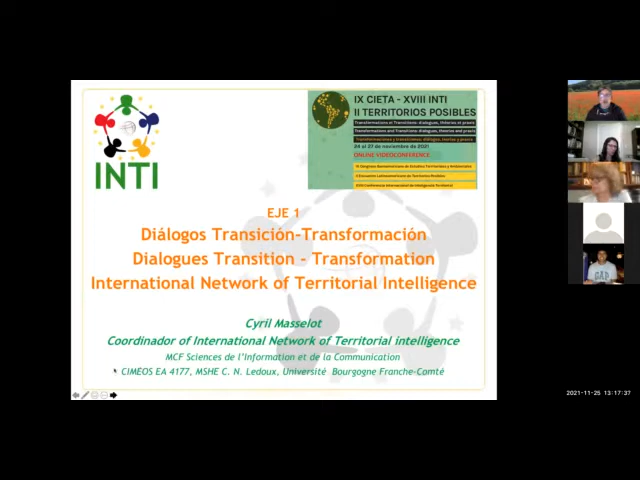 INTI
IX CIETA - XVIII INTI
II TERRITORIOS POSIBLES
24 al 27 de noviembre de 2021
ONLINE VIDEOCONFERENCE
EJE 1
Diálogos Transición-Transformación
Dialogues Transition - Transformation
International Network of Territorial Intelligence
Cyril Masselot
Coordinator of International Network of Territorial intelligence
MCF Sciences de l'Information et de la Communication
CIMEOS EA 4177, MSHE C. N. Ledoux, Université Bourgogne Franche-Comté
GAP
2021-11-25 13:17:37